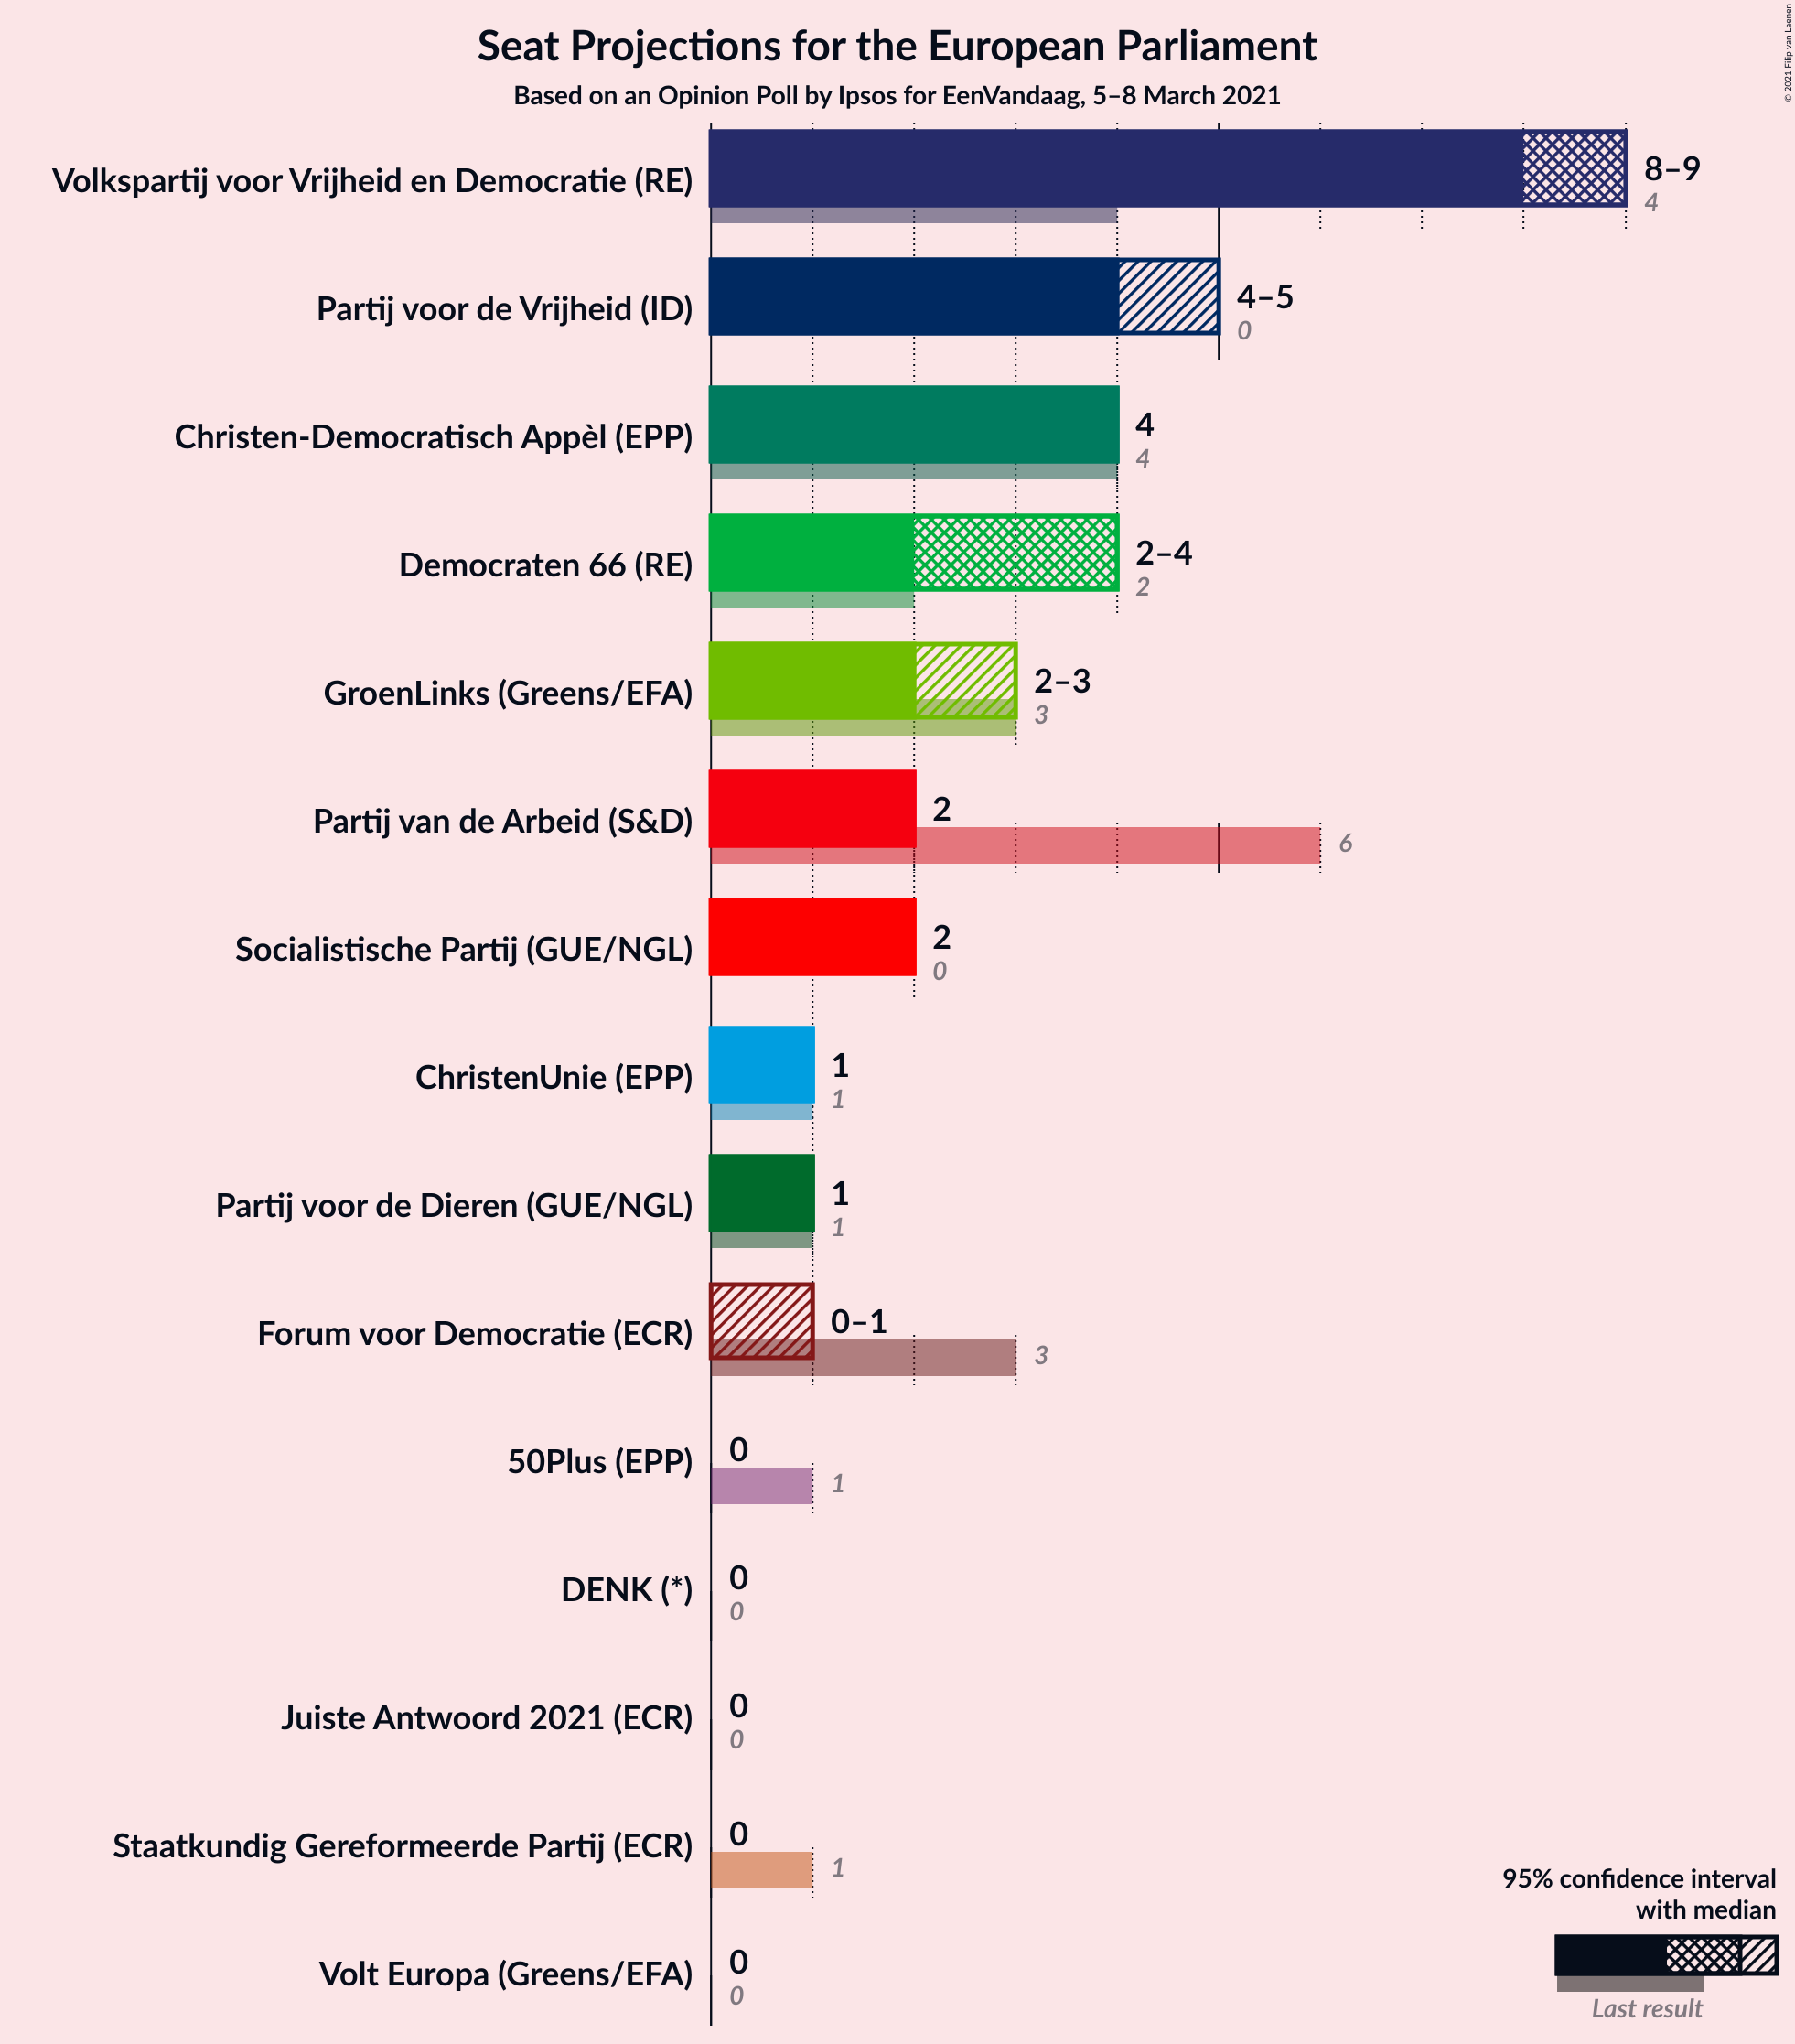 Seat Projections for the European Parliament
Based on an Opinion Poll by Ipsos for EenVandaag, 5–8 March 2021
© 2021 Filip van Laenen
Volkspartij voor Vrijheid en Democratie (RE)
8–9
4
Partij voor de Vrijheid (ID)
4–5
0
Christen-Democratisch Appèl (EPP)
4
4
Democraten 66 (RE)
2–4
2
GroenLinks (Greens/EFA)
2–3
3
Partij van de Arbeid (S&D)
2
6
Socialistische Partij (GUE/NGL)
2
0
ChristenUnie (EPP)
1
1
Partij voor de Dieren (GUE/NGL)
1
1
Forum voor Democratie (ECR)
0–1
3
50Plus (EPP)
0
1
DENK (*)
0
0
Juiste Antwoord 2021 (ECR)
0
0
Staatkundig Gereformeerde Partij (ECR)
0
1
Volt Europa (Greens/EFA)
0
0
95% confidence interval
with median
Last result